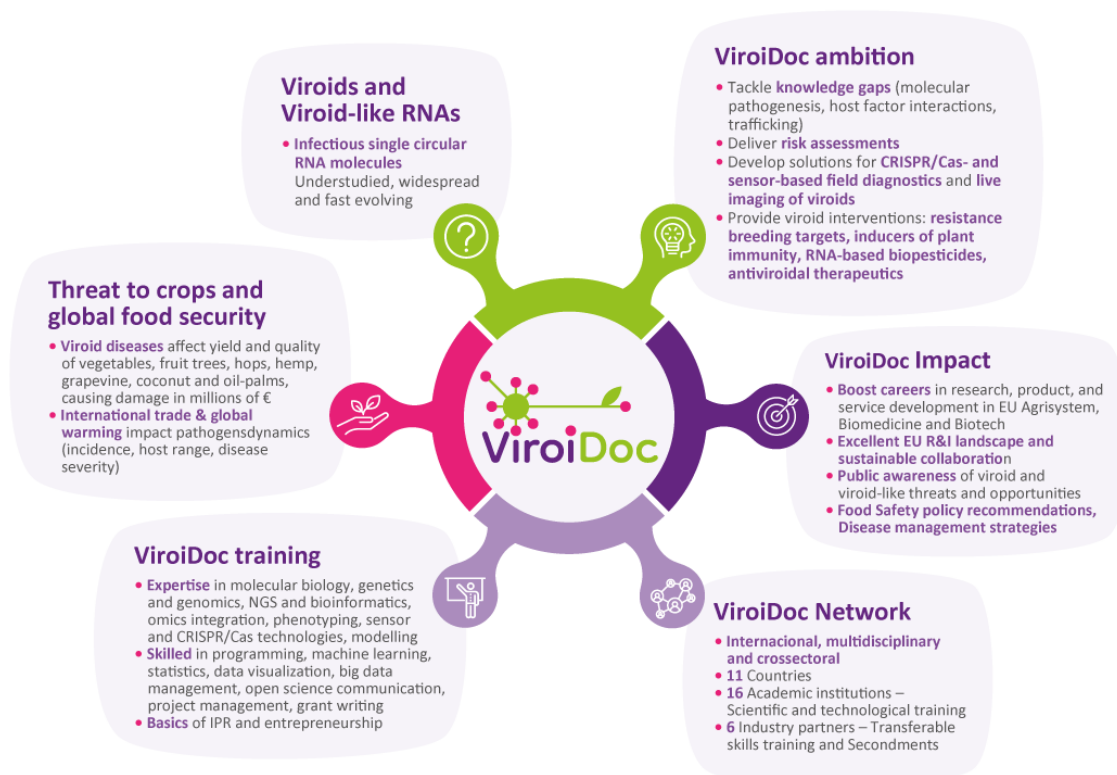 Viroids and
Viroid-like RNAs
• Infectious single circular
RNA molecules
Understudied, widespread
and fast evolving
ViroiDoc ambition
• Tackle knowledge gaps (molecular
pathogenesis, host factor interactions,
trafficking)
• Deliver risk assessments
• Develop solutions for CRISPR/Cas- and
sensor-based field diagnostics and live
imaging of viroids
• Provide viroid interventions: resistance
breeding targets, inducers of plant
immunity, RNA-based biopesticides,
antiviroidal therapeutics
Threat to crops and
global food security
• Viroid diseases affect yield and quality
of vegetables, fruit trees, hops, hemp,
grapevine, coconut and oil-palms,
causing damage in millions of €
• International trade & global
warming impact pathogensdynamics
(incidence, host range, disease
severity)
ViroiDoc
ViroiDoc Impact
• Boost careers in research, product, and
service development in EU Agrisystem,
Biomedicine and Biotech
• Excellent EU R&I landscape and
sustainable collaboration
• Public awareness of viroid and
viroid-like threats and opportunities
• Food Safety policy recommendations,
Disease management strategies
ViroiDoc training
• Expertise in molecular biology, genetics
and genomics, NGS and bioinformatics,
omics integration, phenotyping, sensor
and CRISPR/Cas technologies, modelling
• Skilled in programming, machine learning,
statistics, data visualization, big data
management, open science communication,
project management, grant writing
• Basics of IPR and entrepreneurship
ViroiDoc Network
• Internacional, multidisciplinary
and crossectoral
• 11 Countries
• 16 Academic institutions –
Scientific and technological training
• 6 Industry partners – Transferable
skills training and Secondments